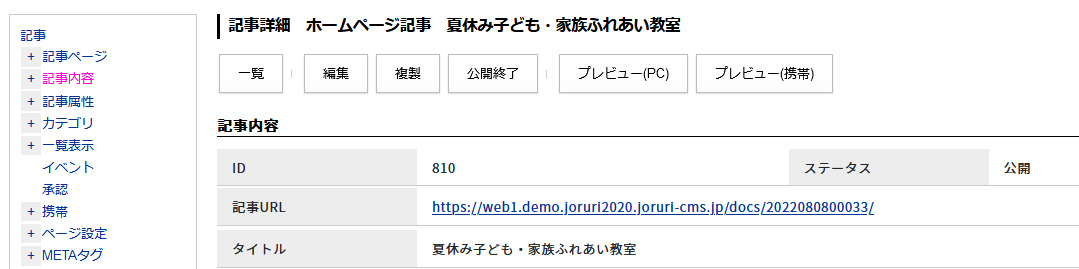 記事
+ 記事ページ
+ 記事内容
+ 記事属性
+ カテゴリ
+ 一覧表示
イベント
承認
+ 携帯
+ ページ設定
+ METAタグ
記事詳細　ホームページ記事　夏休み子ども・家族ふれあい教室
一覧 編集 複製 公開終了 プレビュー(PC) プレビュー(携帯)
記事内容
ID 810 ステータス 公開
記事URL https://web1.demo.joruri2020.joruri-cms.jp/docs/2022080800033/
タイトル 夏休み子ども・家族ふれあい教室